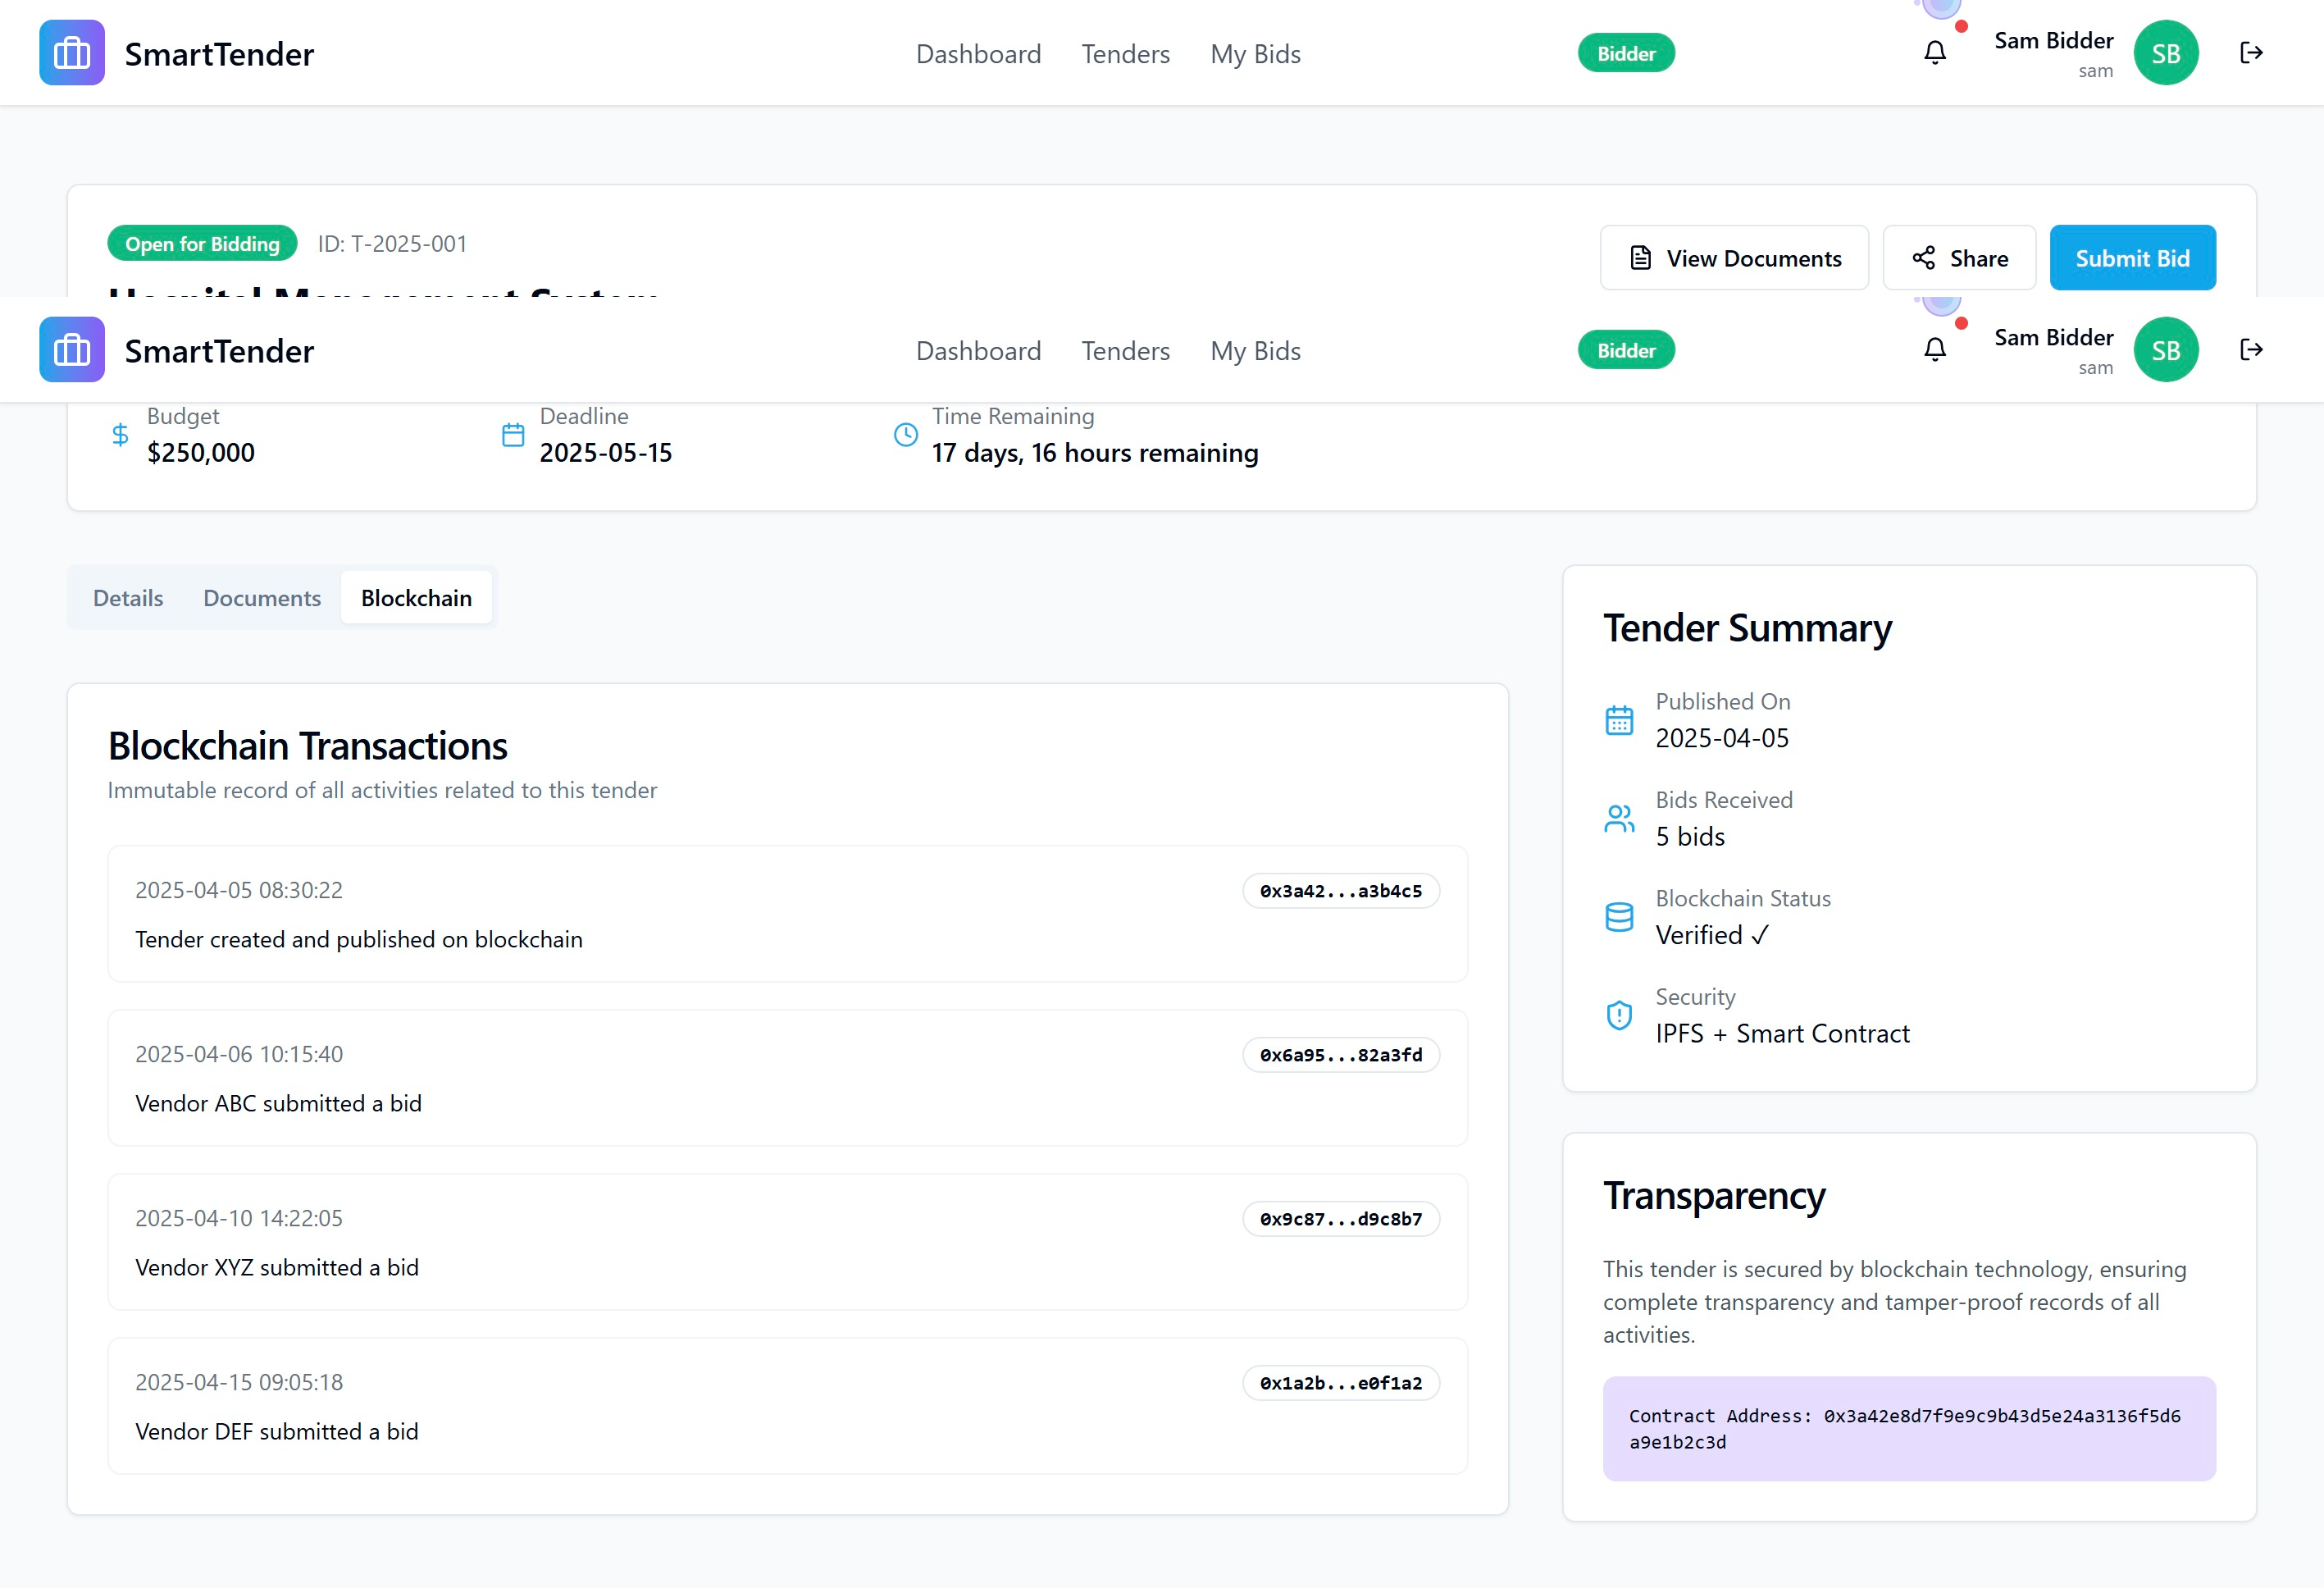 SmartTender
Dashboard Tenders My Bids
Bidder
Sam Bidder
sam
SB
Open for Bidding ID: T-2025-001
View Documents
Share
Submit Bid
Hospital Management System
SmartTender
Dashboard Tenders My Bids
Bidder
Sam Bidder
sam
SB
Budget
$250,000
Deadline
2025-05-15
Time Remaining
17 days, 16 hours remaining
Details Documents Blockchain
Blockchain Transactions
Immutable record of all activities related to this tender
2025-04-05 08:30:22 0x3a42...a3b4c5
Tender created and published on blockchain
2025-04-06 10:15:40 0x6a95...82a3fd
Vendor ABC submitted a bid
2025-04-10 14:22:05 0x9c87...d9c8b7
Vendor XYZ submitted a bid
2025-04-15 09:05:18 0x1a2b...e0f1a2
Vendor DEF submitted a bid
Tender Summary
Published On
2025-04-05
Bids Received
5 bids
Blockchain Status
Verified ✓
Security
IPFS + Smart Contract
Transparency
This tender is secured by blockchain technology, ensuring
complete transparency and tamper-proof records of all
activities.
Contract Address: 0x3a42e8d7f9e9c9b43d5e24a3136f5d6
a9e1b2c3d